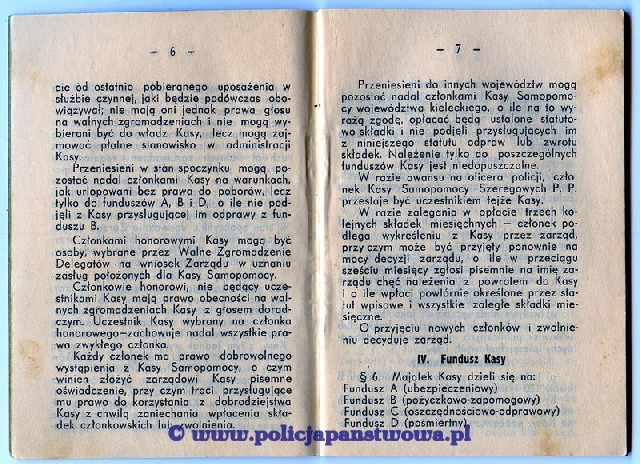 — 6 —
cie od ostatnio pobieranego uposażenia w
służbie czynnej, jaki będzie podówczas obo-
wiązywał; nie mają oni jednak prawa głosu
na walnych zgromadzeniach i nie mogą wy-
bierani być do władz Kasy, lecz mogą zaj-
mować płatne stanowisko w administracji
Kasy.
Przeniesieni w stan spoczynku mogą po-
zostać nadal członkami Kasy na warunkach,
jak urlopowani bez prawa do poborów, lecz
tylko do funduszów A, B i D, o ile nie pod-
jęli z Kasy przysługującej im odprawy z fun-
duszu B.
Członkami honorowymi Kasy mogą być
osoby, wybrane przez Walne Zgromadzenie
Delegatów na wniosek Zarządu w uznaniu
zasług położonych dla Kasy Samopomocy.
Członkowie honorowi, nie będący ucze-
stnikami Kasy mają prawo obecności na wal-
nych zgromadzeniach Kasy z głosem dorad-
czym. Uczestnik Kasy wybrany na członka
honorowego-zachowuje nadal wszystkie pra-
wa zwykłego członka.
Każdy członek ma prawo dobrowolnego
wystąpienia z Kasy Samopomocy, o czym
winien złożyć zarządowi Kasy pisemne
oświadczenie, przy czym traci przysługujące
mu prawo do korzystania z dobrodziejstwa
Kasy z chwilą zaniechania wpłacenia skła-
dek członkowskich lub zwolnienia.
— 7 —
Przeniesieni do innych województw mogą
pozostać nadal członkami Kasy Samopomo-
cy województwa kieleckiego, o ile na to wy-
rażą zgodę, opłacać będą ustalone statuto-
wo składki i nie podjęli przysługujących im
z niniejszego statutu odpraw lub zwrotu
składek. Należenie tylko do poszczególnych
funduszów Kasy jest niedopuszczalne.
W razie awansu na oficera policji, czło-
nek Kasy Samopomocy Szeregowych P. P.
przestaje być uczestnikiem tejże Kasy.
W razie zalegania w opłacie trzech ko-
lejnych składek miesięcznych — członek po-
dlega wykreśleniu z Kasy przez zarząd,
przy czym może być przyjęty ponownie na
mocy decyzji zarządu, o ile w przeciągu
sześciu miesięcy zgłosi pisemnie na imię za-
rządu chęć należenia z powrotem do Kasy
i o ile wpłaci powtórnie określone przez sta-
tut wpisowe i wszystkie zaległe składki mie-
sięczne.
O przyjęciu nowych członków i zwolnie-
niu decyduje zarząd.
IV. Fundusz Kasy
§ 6. Majątek Kasy dzieli się na:
Fundusz A (ubezpieczeniowy)
Fundusz B (pożyczkowo-zapomogowy)
Fundusz C (oszczędnościowo-odprawowy)
Fundusz D (pośmiertny)
© www.policjapanstwowa.pl